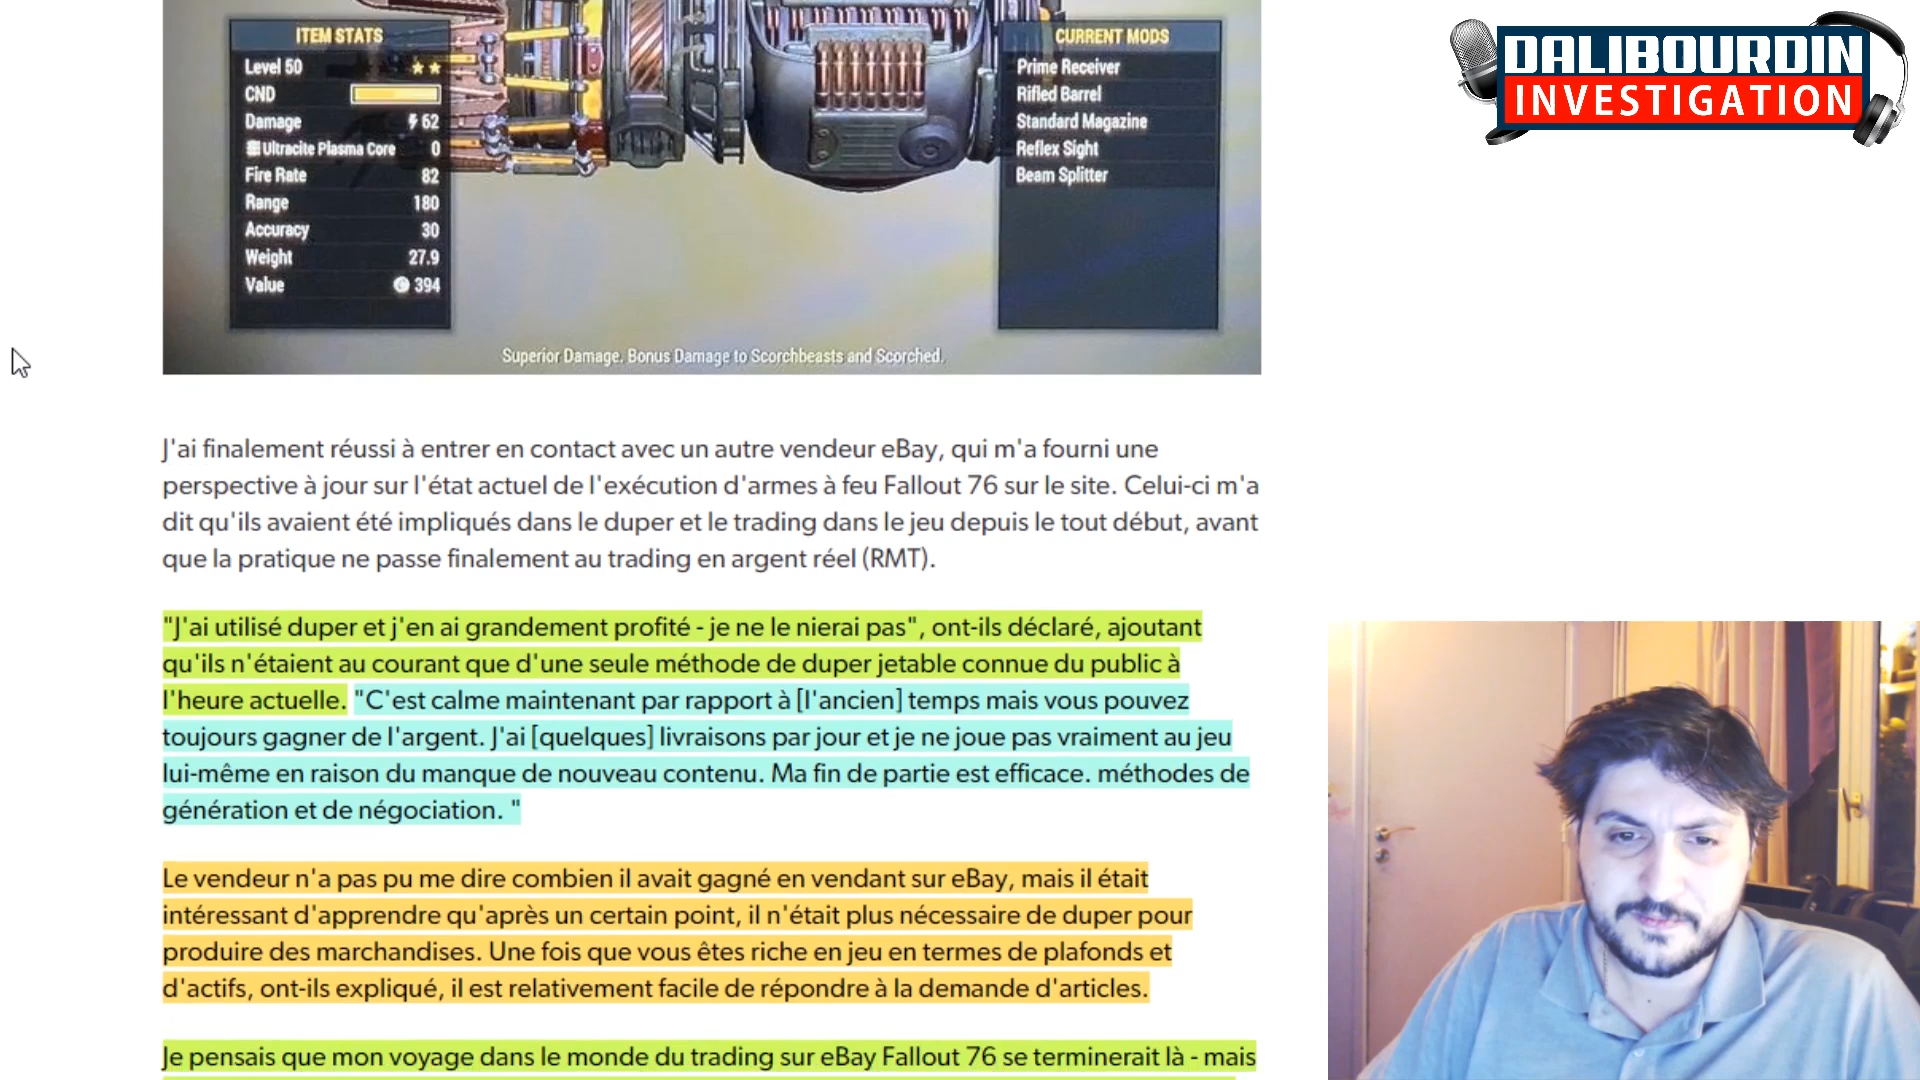 ITEM STATS
Level 50
CND
Damage 62
Ultracite Plasma Core 0
Fire Rate 82
Range 180
Accuracy 30
Weight 27.9
Value 394
CURRENT MODS
Prime Receiver
Rifled Barrel
Standard Magazine
Reflex Sight
Beam Splitter
Superior Damage. Bonus Damage to Scorchbeasts and Scorched.
DALIBOURDIN
INVESTIGATION
J'ai finalement réussi à entrer en contact avec un autre vendeur eBay, qui m'a fourni une
perspective à jour sur l'état actuel de l'exécution d'armes à feu Fallout 76 sur le site. Celui-ci m'a
dit qu'ils avaient été impliqués dans le duper et le trading dans le jeu depuis le tout début, avant
que la pratique ne passe finalement au trading en argent réel (RMT).
"J'ai utilisé duper et j'en ai grandement profité - je ne le nierai pas", ont-ils déclaré, ajoutant
qu'ils n'étaient au courant que d'une seule méthode de duper jetable connue du public à
l'heure actuelle. "C'est calme maintenant par rapport à [l'ancien] temps mais vous pouvez
toujours gagner de l'argent. J'ai [quelques] livraisons par jour et je ne joue pas vraiment au jeu
lui-même en raison du manque de nouveau contenu. Ma fin de partie est efficace. méthodes de
génération et de négociation. "
Le vendeur n'a pas pu me dire combien il avait gagné en vendant sur eBay, mais il était
intéressant d'apprendre qu'après un certain point, il n'était plus nécessaire de duper pour
produire des marchandises. Une fois que vous êtes riche en jeu en termes de plafonds et
d'actifs, ont-ils expliqué, il est relativement facile de répondre à la demande d'articles.
Je pensais que mon voyage dans le monde du trading sur eBay Fallout 76 se terminerait là - mais